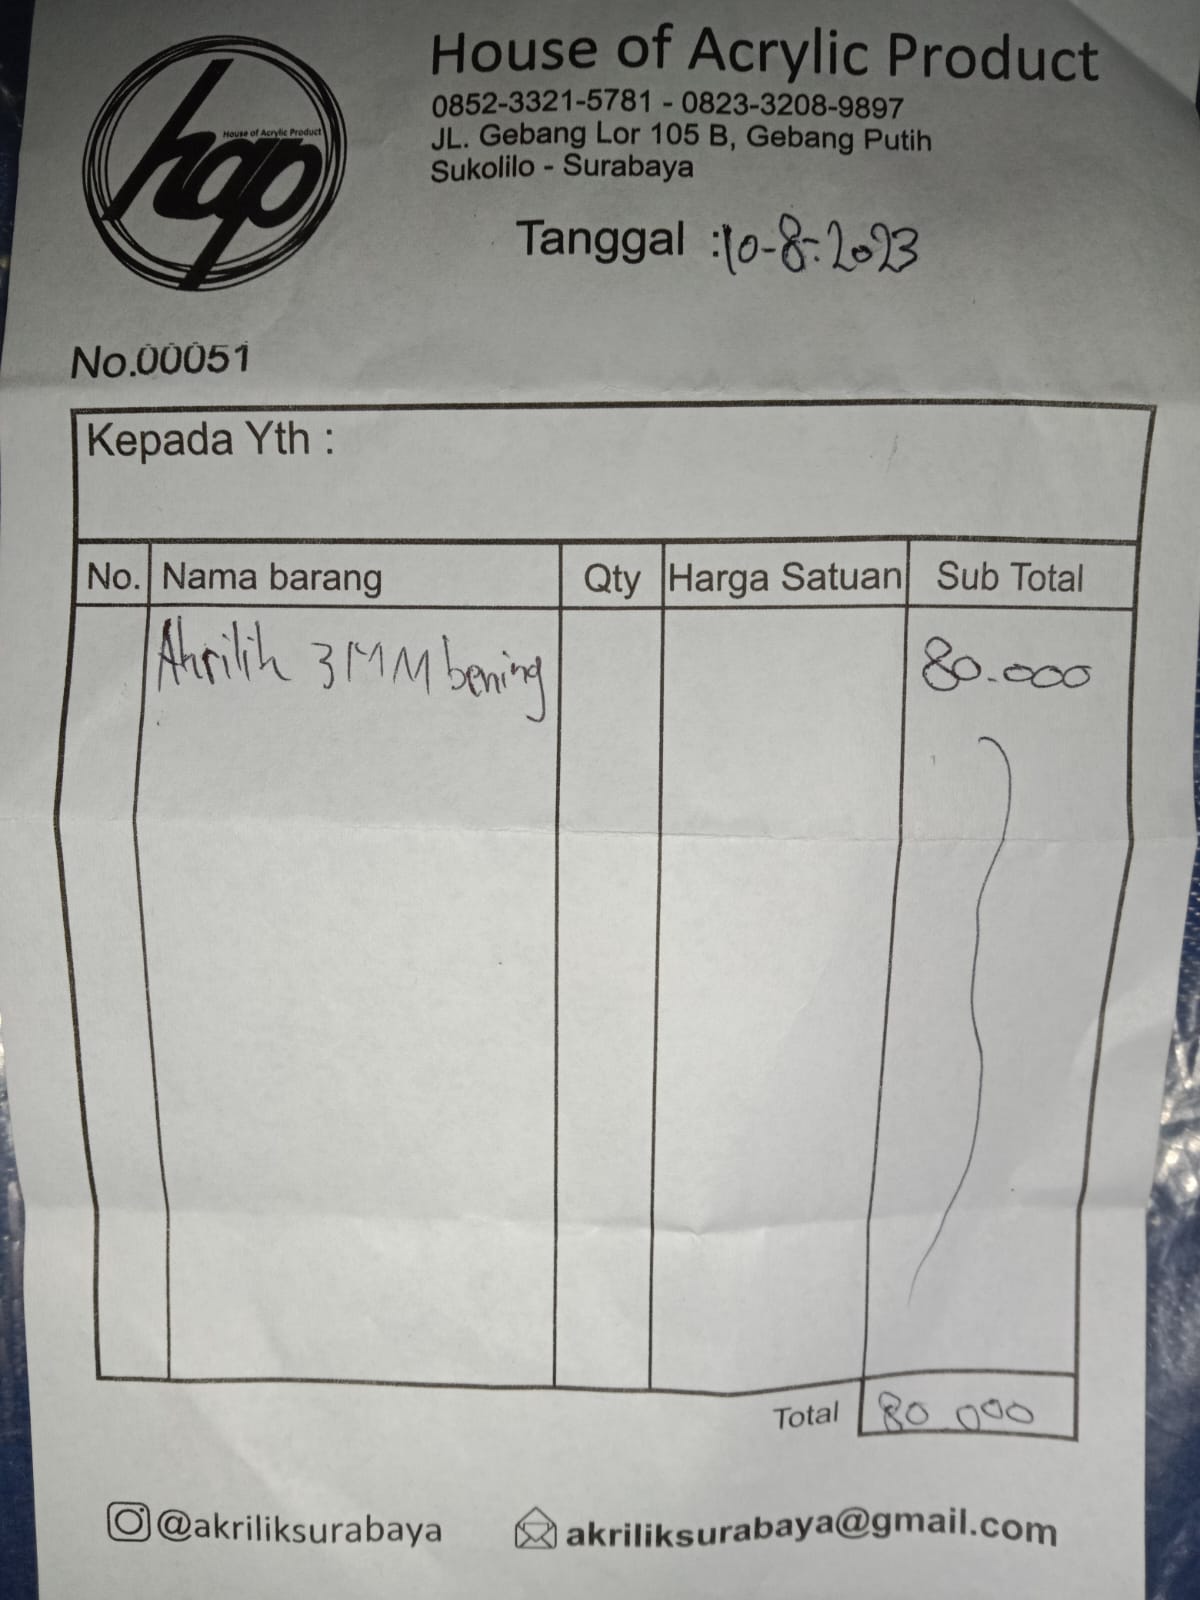 House of Acrylic Product
hap
House of Acrylic Product
0852-3321-5781 - 0823-3208-9897
JL. Gebang Lor 105 B, Gebang Putih
Sukolilo - Surabaya
Tanggal :10-8-2023
No.00051
Kepada Yth :
No. Nama barang Qty Harga Satuan Sub Total
Akrilik 3MM bening 80.000
Total 80.000
@akriliksurabaya akriliksurabaya@gmail.com